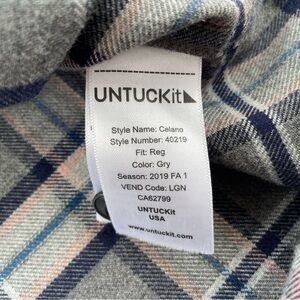 UNTUCKit
Style Name: Celano
Style Number: 40219
Fit: Reg
Color: Gry
Season: 2019 FA 1
VEND Code: LGN
CA62799
UNTUCKit
USA
www.untuckit.com